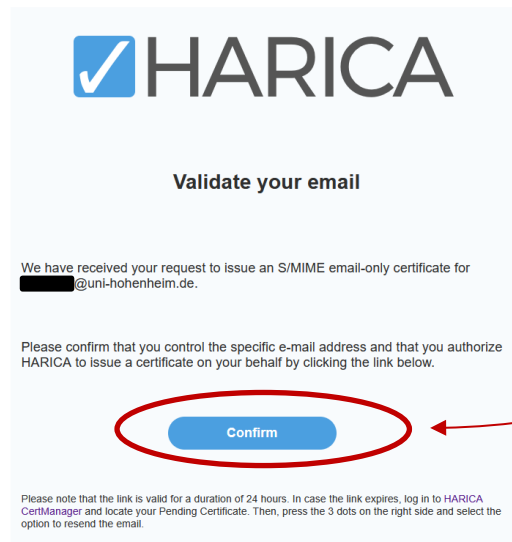 HARICA
Validate your email
We have received your request to issue an S/MIME email-only certificate for
@uni-hohenheim.de.
Please confirm that you control the specific e-mail address and that you authorize
HARICA to issue a certificate on your behalf by clicking the link below.
Confirm
Please note that the link is valid for a duration of 24 hours. In case the link expires, log in to HARICA
CertManager and locate your Pending Certificate. Then, press the 3 dots on the right side and select the
option to resend the email.